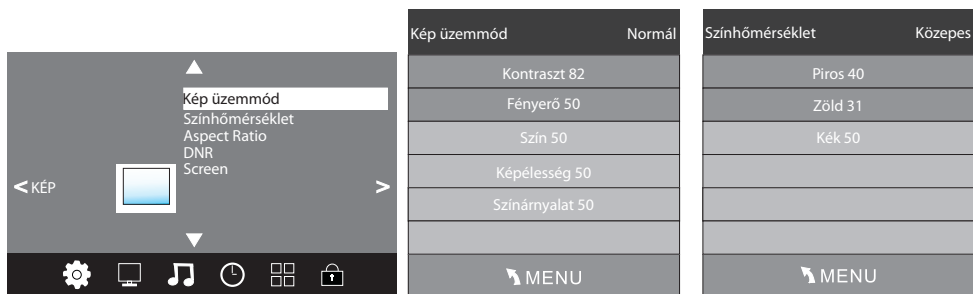 KÉP
Kép üzemmód
Színhőmérséklet
Aspect Ratio
DNR
Screen
Kép üzemmód Normál
Kontraszt 82
Fényerő 50
Szín 50
Képélesség 50
Színárnyalat 50
MENU
Színhőmérséklet Közepes
Piros 40
Zöld 31
Kék 50
MENU